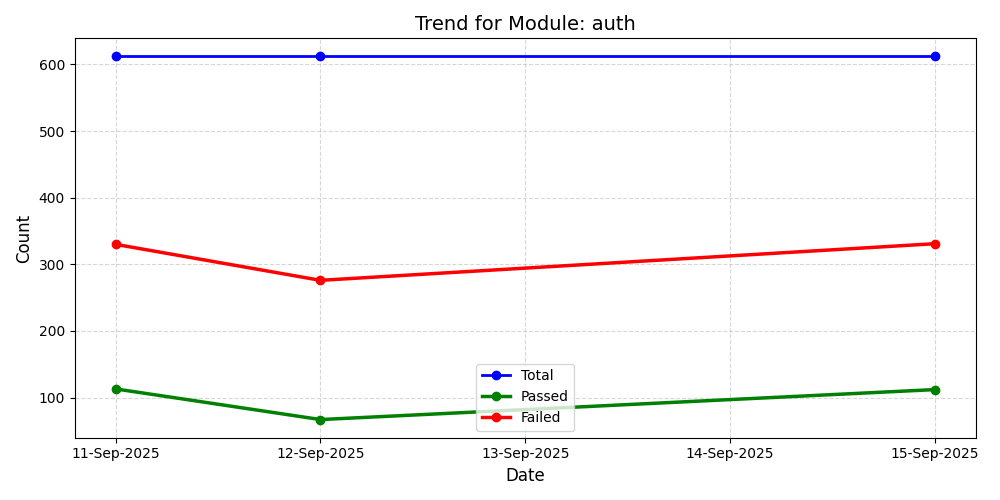 Trend for Module: auth
Count
600
500
400
300
200
100
Total
Passed
Failed
11-Sep-2025
12-Sep-2025
13-Sep-2025
14-Sep-2025
15-Sep-2025
Date